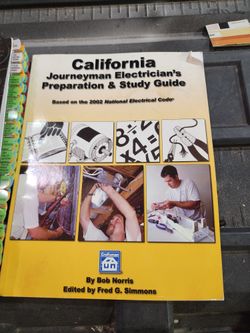 California
Journeyman Electrician's
Preparation & Study Guide
Based on the 2002 National Electrical Code®
By Bob Norris
Edited by Fred G. Simmons